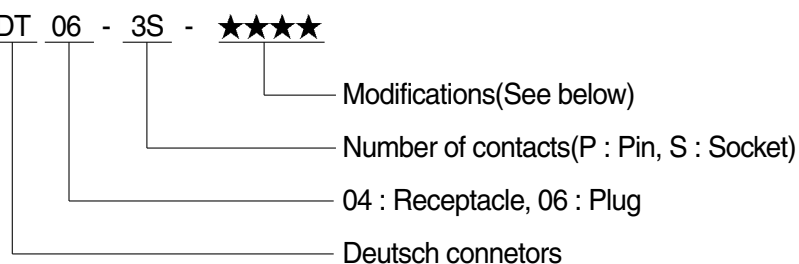 DT 06 - 3S - ★★★★
Modifications(See below)
Number of contacts(P : Pin, S : Socket)
04 : Receptacle, 06 : Plug
Deutsch connetors